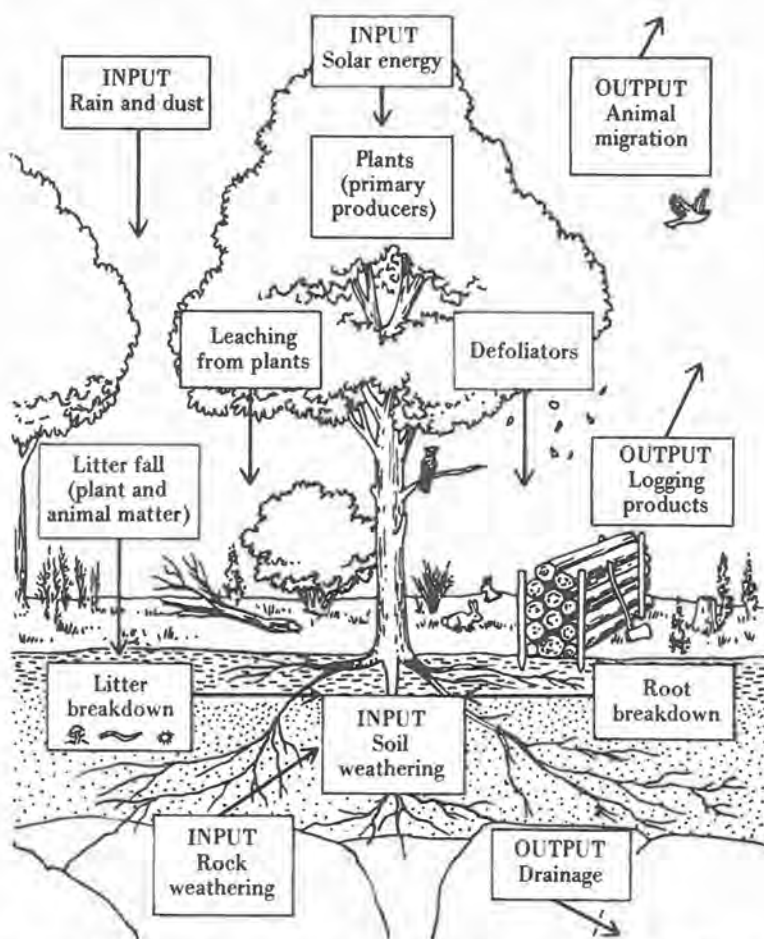 INPUT
Solar energy
INPUT
Rain and dust
OUTPUT
Animal
migration
Plants
(primary
producers)
Leaching
from plants
Defoliators
Litter fall
(plant and
animal matter)
OUTPUT
Logging
products
Litter
breakdown
Root
breakdown
INPUT
Soil
weathering
INPUT
Rock
weathering
OUTPUT
Drainage